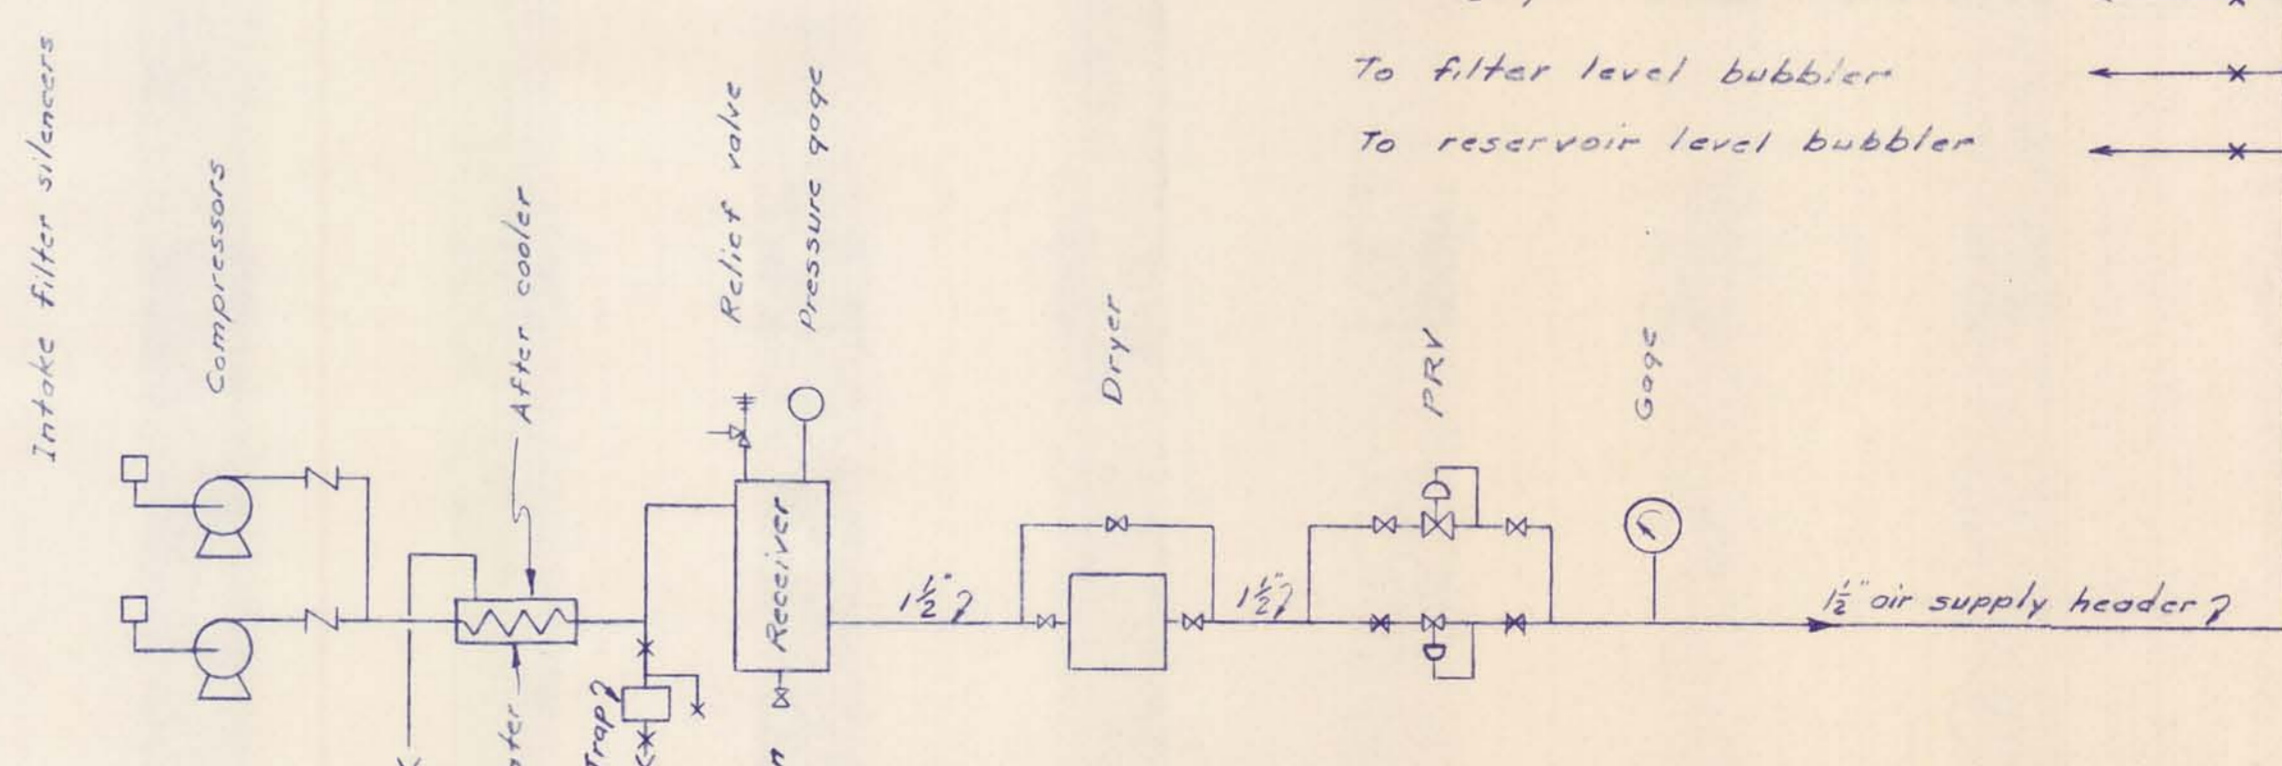 To filter level bubbler
To reservoir level bubbler
Intake filter silencers
Compressors
After cooler
Relief valve
Pressure gage
Dryer
PRV
Gage
Receiver
1½"
1½"
1½" air supply header
Trap